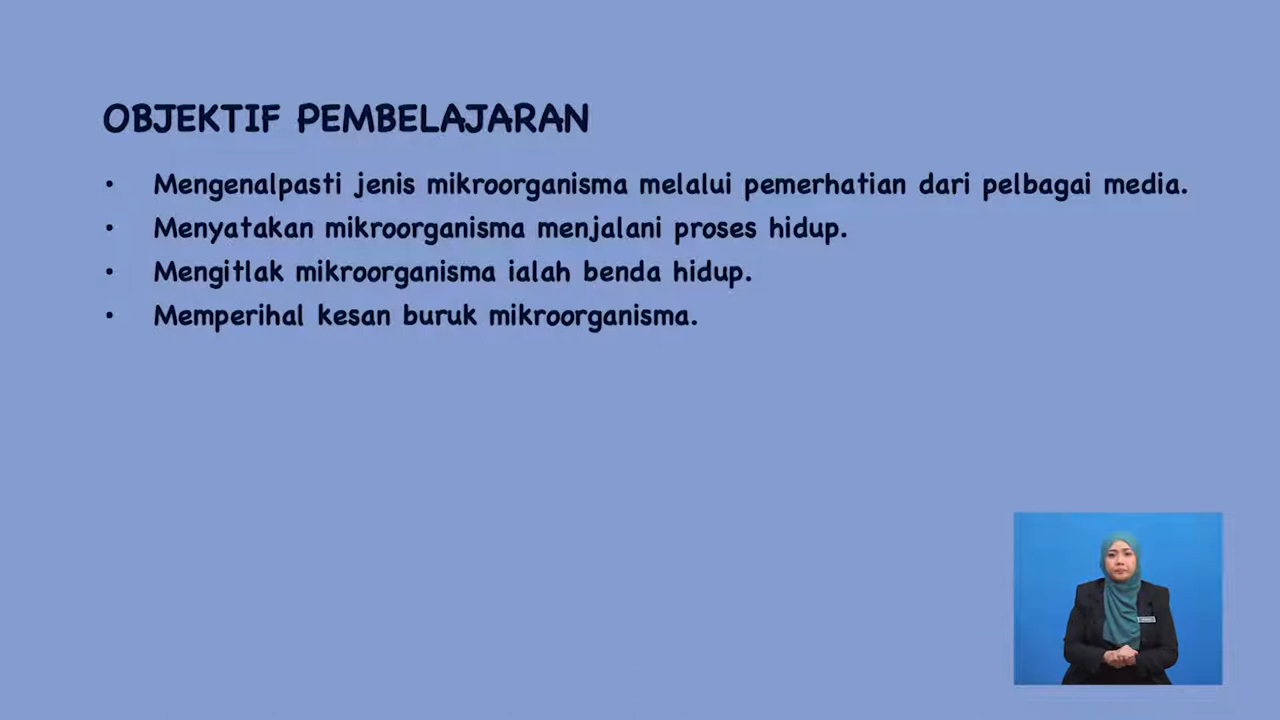 OBJEKTIF PEMBELAJARAN
• Mengenalpasti jenis mikroorganisma melalui pemerhatian dari pelbagai media.
• Menyatakan mikroorganisma menjalani proses hidup.
• Mengitlak mikroorganisma ialah benda hidup.
• Memperihal kesan buruk mikroorganisma.